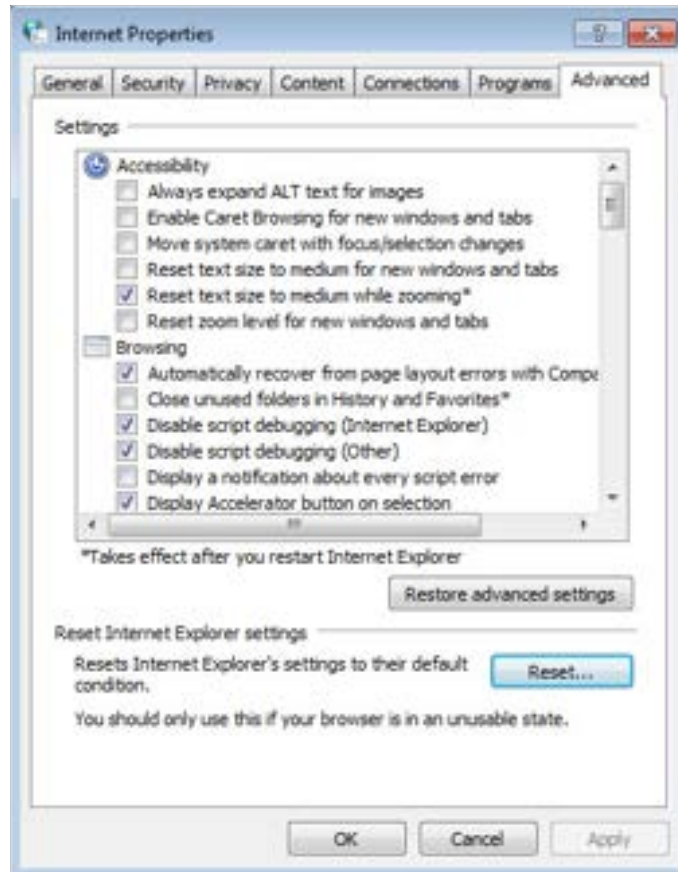 Internet Properties
General Security Privacy Content Connections Programs Advanced
Settings
Accessibility
Always expand ALT text for images
Enable Caret Browsing for new windows and tabs
Move system caret with focus/selection changes
Reset text size to medium for new windows and tabs
Reset text size to medium while zooming*
Reset zoom level for new windows and tabs
Browsing
Automatically recover from page layout errors with Compa
Close unused folders in History and Favorites*
Disable script debugging (Internet Explorer)
Disable script debugging (Other)
Display a notification about every script error
Display Accelerator button on selection
*Takes effect after you restart Internet Explorer
Restore advanced settings
Reset Internet Explorer settings
Resets Internet Explorer's settings to their default
condition.
Reset...
You should only use this if your browser is in an unusable state.
OK Cancel Apply